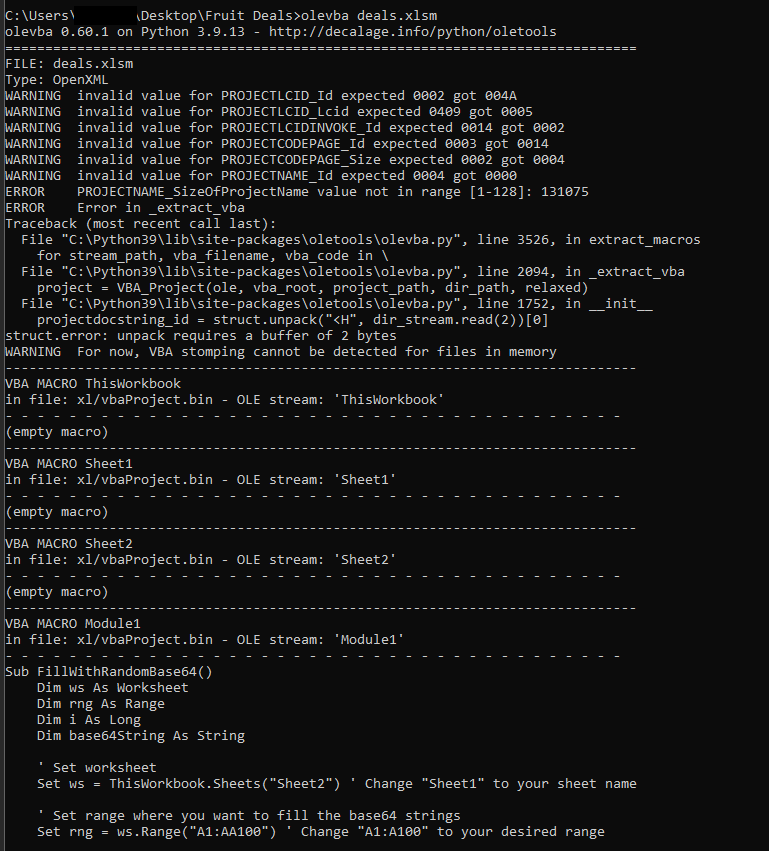 C:\Users\ \Desktop\Fruit Deals>olevba deals.xlsm
olevba 0.60.1 on Python 3.9.13 - http://decalage.info/python/oletools
===============================================================================
FILE: deals.xlsm
Type: OpenXML
WARNING  invalid value for PROJECTLCID_Id expected 0002 got 004A
WARNING  invalid value for PROJECTLCID_Lcid expected 0409 got 0005
WARNING  invalid value for PROJECTLCIDINVOKE_Id expected 0014 got 0002
WARNING  invalid value for PROJECTCODEPAGE_Id expected 0003 got 0014
WARNING  invalid value for PROJECTCODEPAGE_Size expected 0002 got 0004
WARNING  invalid value for PROJECTNAME_Id expected 0004 got 0000
ERROR    PROJECTNAME_SizeOfProjectName value not in range [1-128]: 131075
ERROR    Error in _extract_vba
Traceback (most recent call last):
  File "C:\Python39\lib\site-packages\oletools\olevba.py", line 3526, in extract_macros
    for stream_path, vba_filename, vba_code in \
  File "C:\Python39\lib\site-packages\oletools\olevba.py", line 2094, in _extract_vba
    project = VBA_Project(ole, vba_root, project_path, dir_path, relaxed)
  File "C:\Python39\lib\site-packages\oletools\olevba.py", line 1752, in __init__
    projectdocstring_id = struct.unpack("<H", dir_stream.read(2))[0]
struct.error: unpack requires a buffer of 2 bytes
WARNING  For now, VBA stomping cannot be detected for files in memory
-------------------------------------------------------------------------------
VBA MACRO ThisWorkbook
in file: xl/vbaProject.bin - OLE stream: 'ThisWorkbook'
- - - - - - - - - - - - - - - - - - - - - - - - - - - - - - - - - - - - - - -
(empty macro)
-------------------------------------------------------------------------------
VBA MACRO Sheet1
in file: xl/vbaProject.bin - OLE stream: 'Sheet1'
- - - - - - - - - - - - - - - - - - - - - - - - - - - - - - - - - - - - - - -
(empty macro)
-------------------------------------------------------------------------------
VBA MACRO Sheet2
in file: xl/vbaProject.bin - OLE stream: 'Sheet2'
- - - - - - - - - - - - - - - - - - - - - - - - - - - - - - - - - - - - - - -
(empty macro)
-------------------------------------------------------------------------------
VBA MACRO Module1
in file: xl/vbaProject.bin - OLE stream: 'Module1'
- - - - - - - - - - - - - - - - - - - - - - - - - - - - - - - - - - - - - - -
Sub FillWithRandomBase64()
    Dim ws As Worksheet
    Dim rng As Range
    Dim i As Long
    Dim base64String As String

    ' Set worksheet
    Set ws = ThisWorkbook.Sheets("Sheet2") ' Change "Sheet1" to your sheet name

    ' Set range where you want to fill the base64 strings
    Set rng = ws.Range("A1:AA100") ' Change "A1:A100" to your desired range